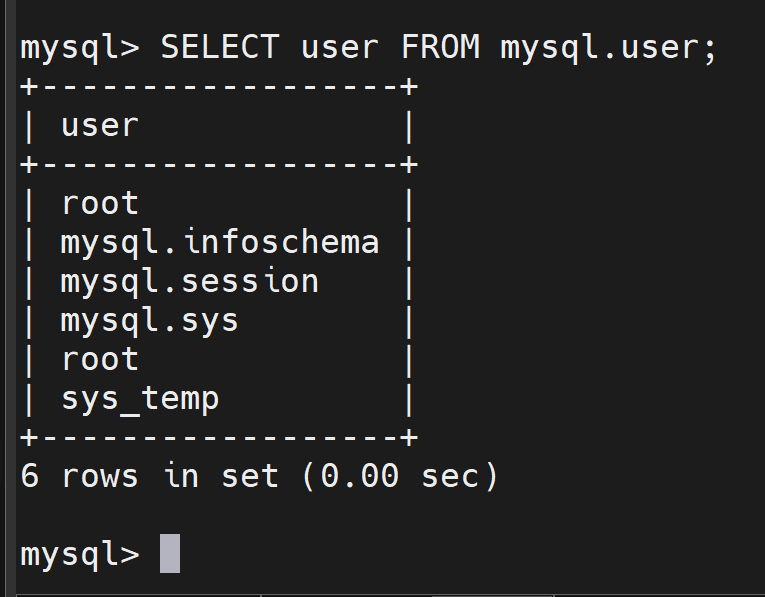 mysql> SELECT user FROM mysql.user;
+------------------+
| user             |
+------------------+
| root             |
| mysql.infoschema |
| mysql.session    |
| mysql.sys        |
| root             |
| sys_temp         |
+------------------+
6 rows in set (0.00 sec)
mysql>